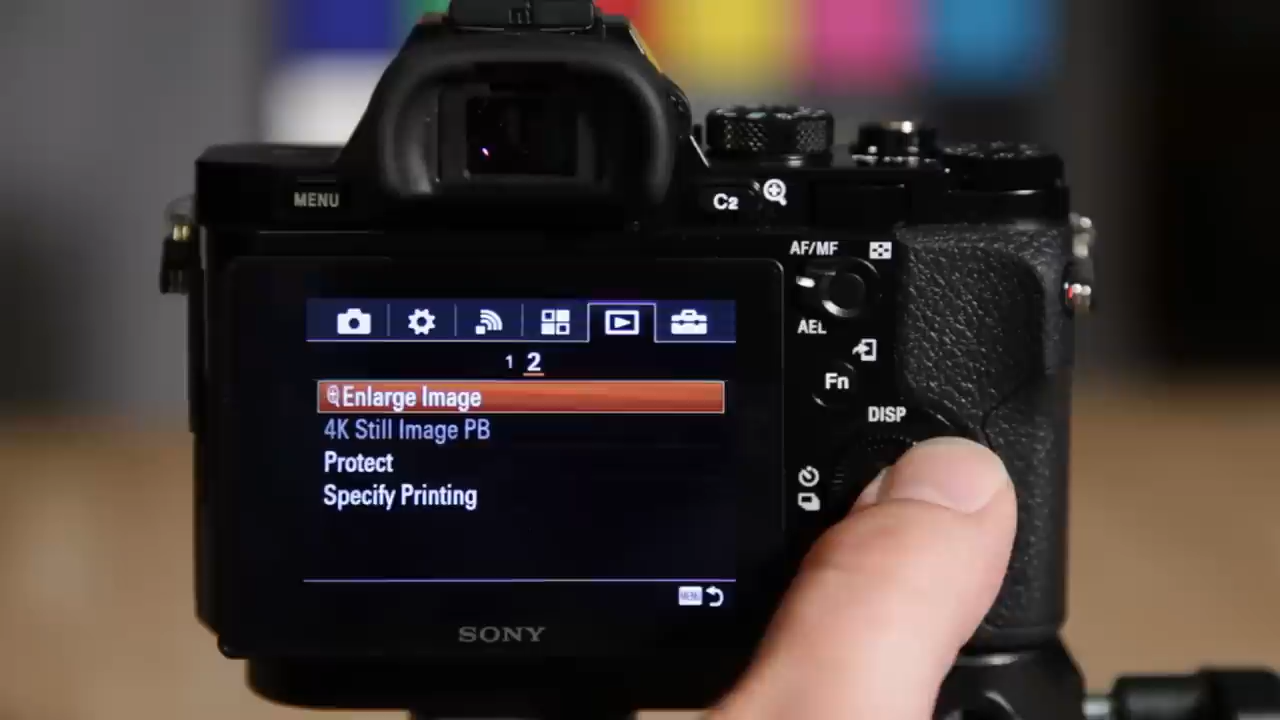 MENU
C2
AF/MF
AEL
Fn
DISP
1 2
Enlarge Image
4K Still Image PB
Protect
Specify Printing
MENU
SONY